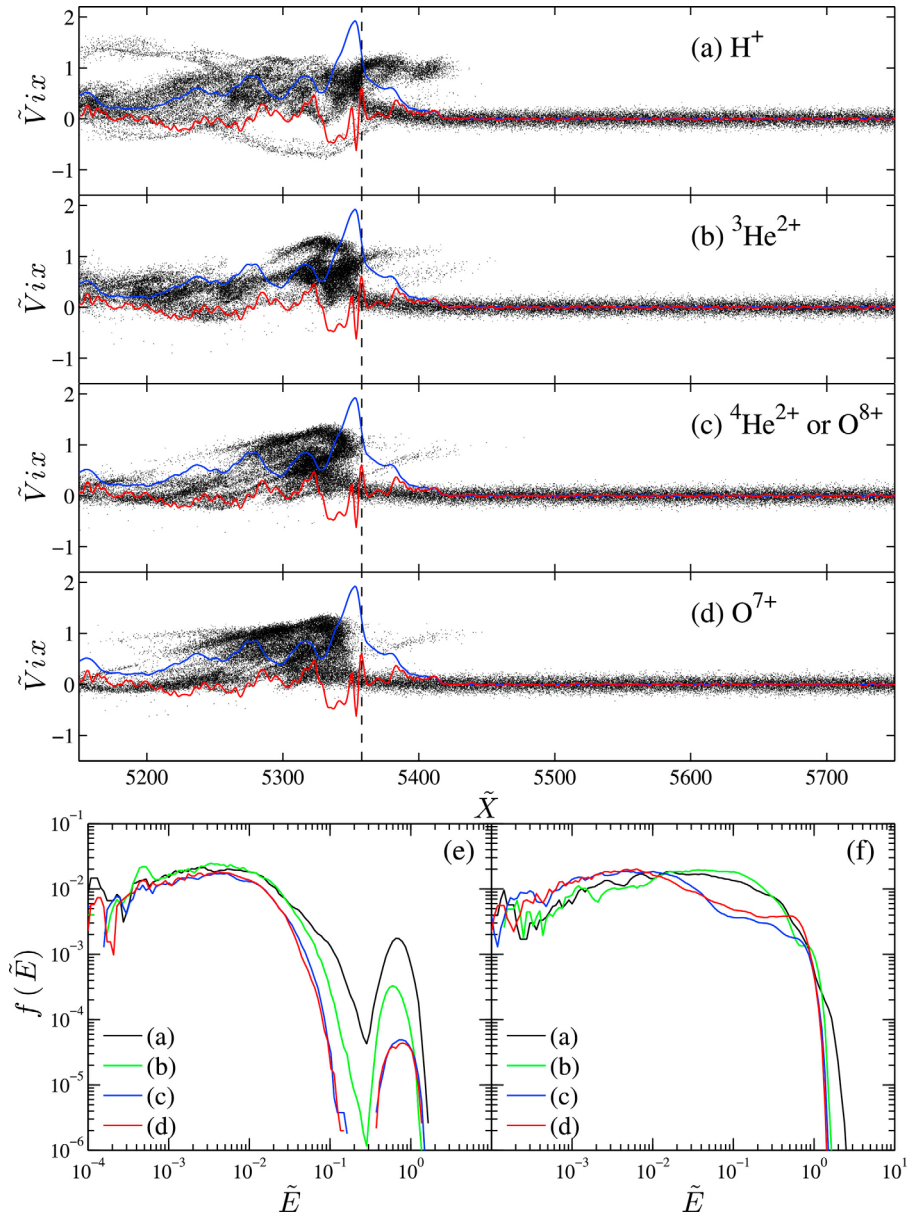 2
1
0
-1
Ṽix
(a) H⁺
2
1
0
-1
Ṽix
(b) ³He²⁺
2
1
0
-1
Ṽix
(c) ⁴He²⁺ or O⁸⁺
2
1
0
-1
Ṽix
(d) O⁷⁺
5200 5300 5400 5500 5600 5700
X̃
10⁻¹
10⁻²
10⁻³
10⁻⁴
10⁻⁵
10⁻⁶
f (Ẽ)
(e)
(a)
(b)
(c)
(d)
10⁻⁴ 10⁻³ 10⁻² 10⁻¹ 10⁰
Ẽ
(f)
(a)
(b)
(c)
(d)
10⁻³ 10⁻² 10⁻¹ 10⁰ 10¹
Ẽ